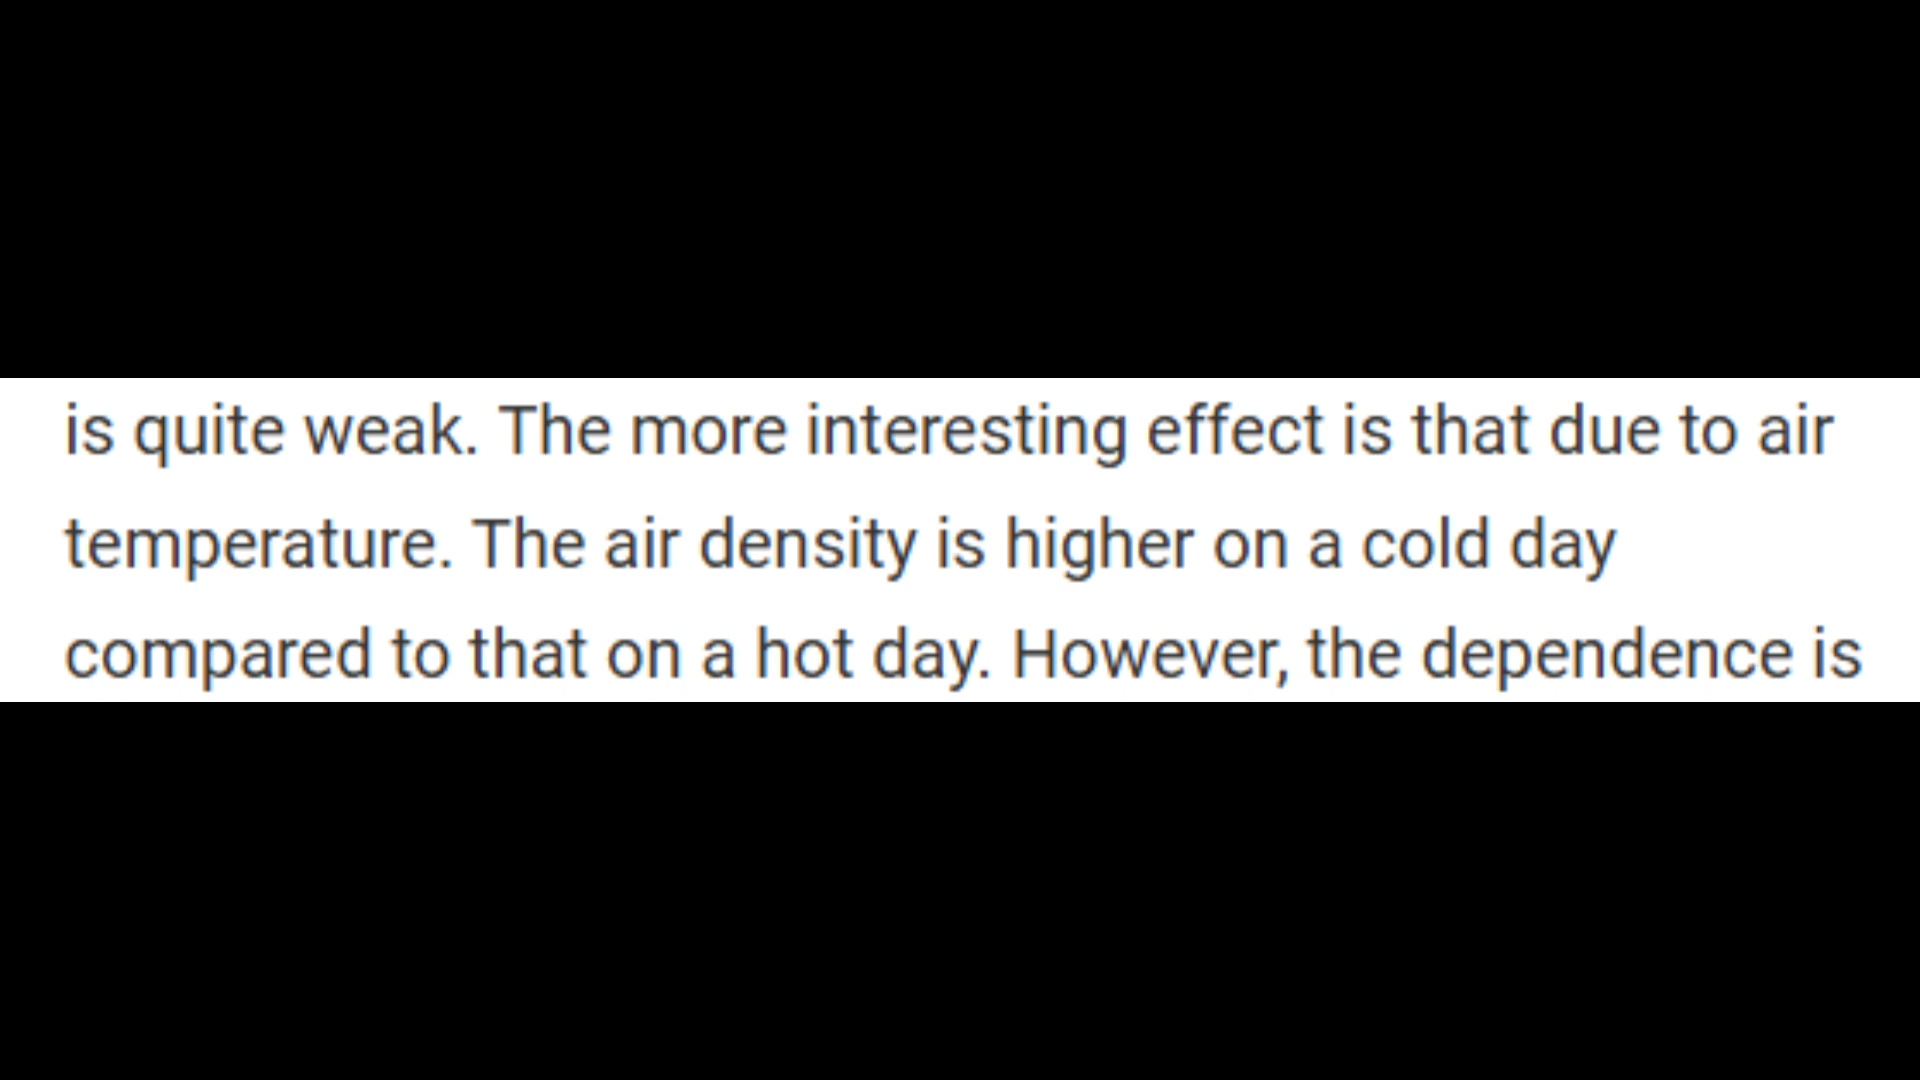 is quite weak. The more interesting effect is that due to air
temperature. The air density is higher on a cold day
compared to that on a hot day. However, the dependence is